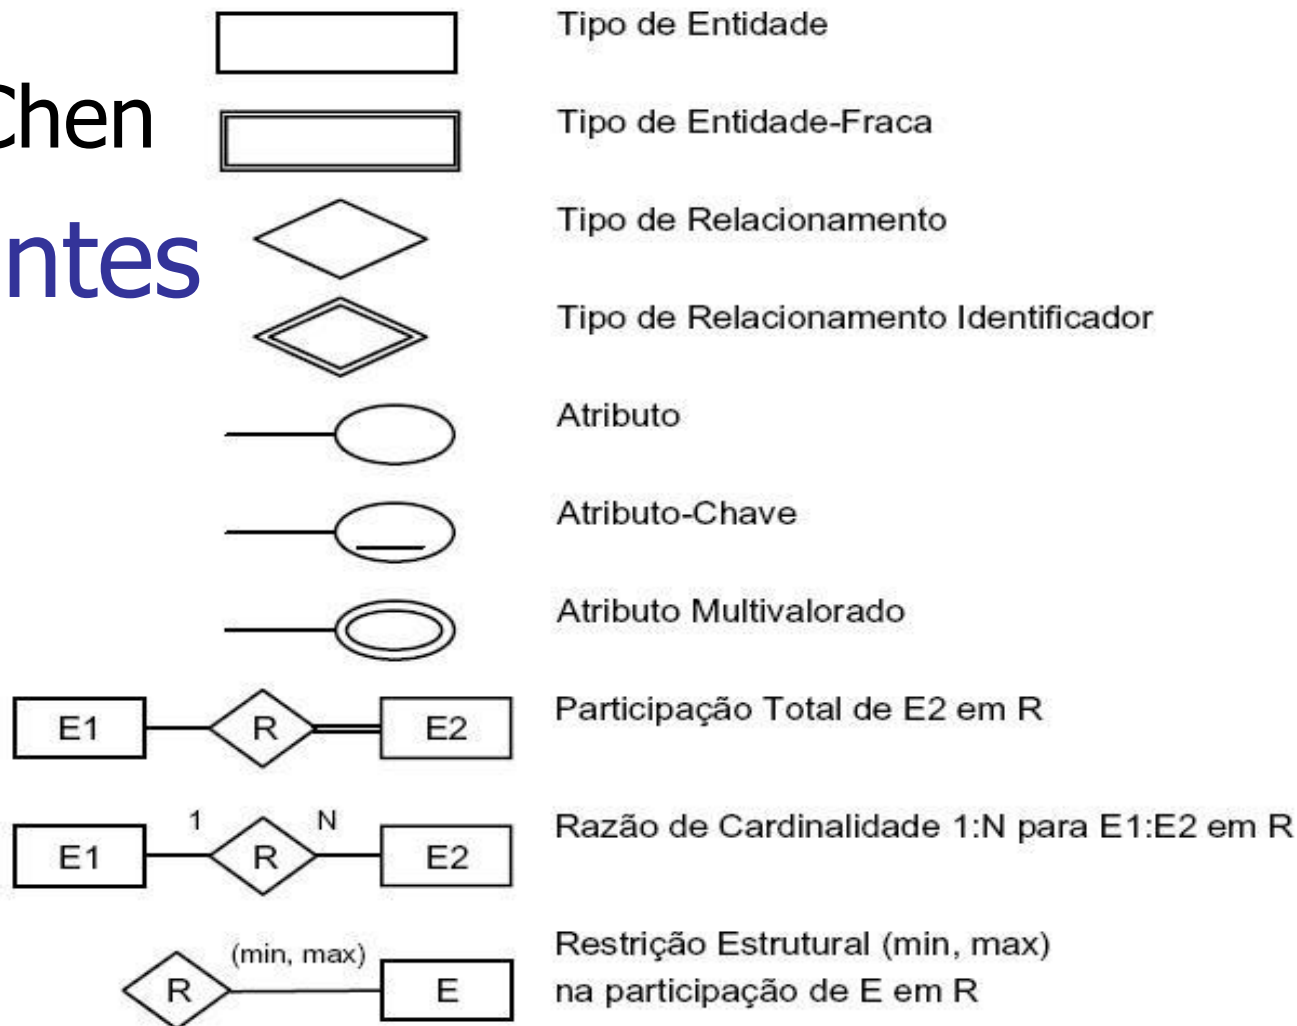 Tipo de Entidade
Chen
Tipo de Entidade-Fraca
Tipo de Relacionamento
ntes
Tipo de Relacionamento Identificador
Atributo
Atributo-Chave
Atributo Multivalorado
E1 R E2 Participação Total de E2 em R
1 N
E1 R E2 Razão de Cardinalidade 1:N para E1:E2 em R
(min, max) Restrição Estrutural (min, max)
R E na participação de E em R